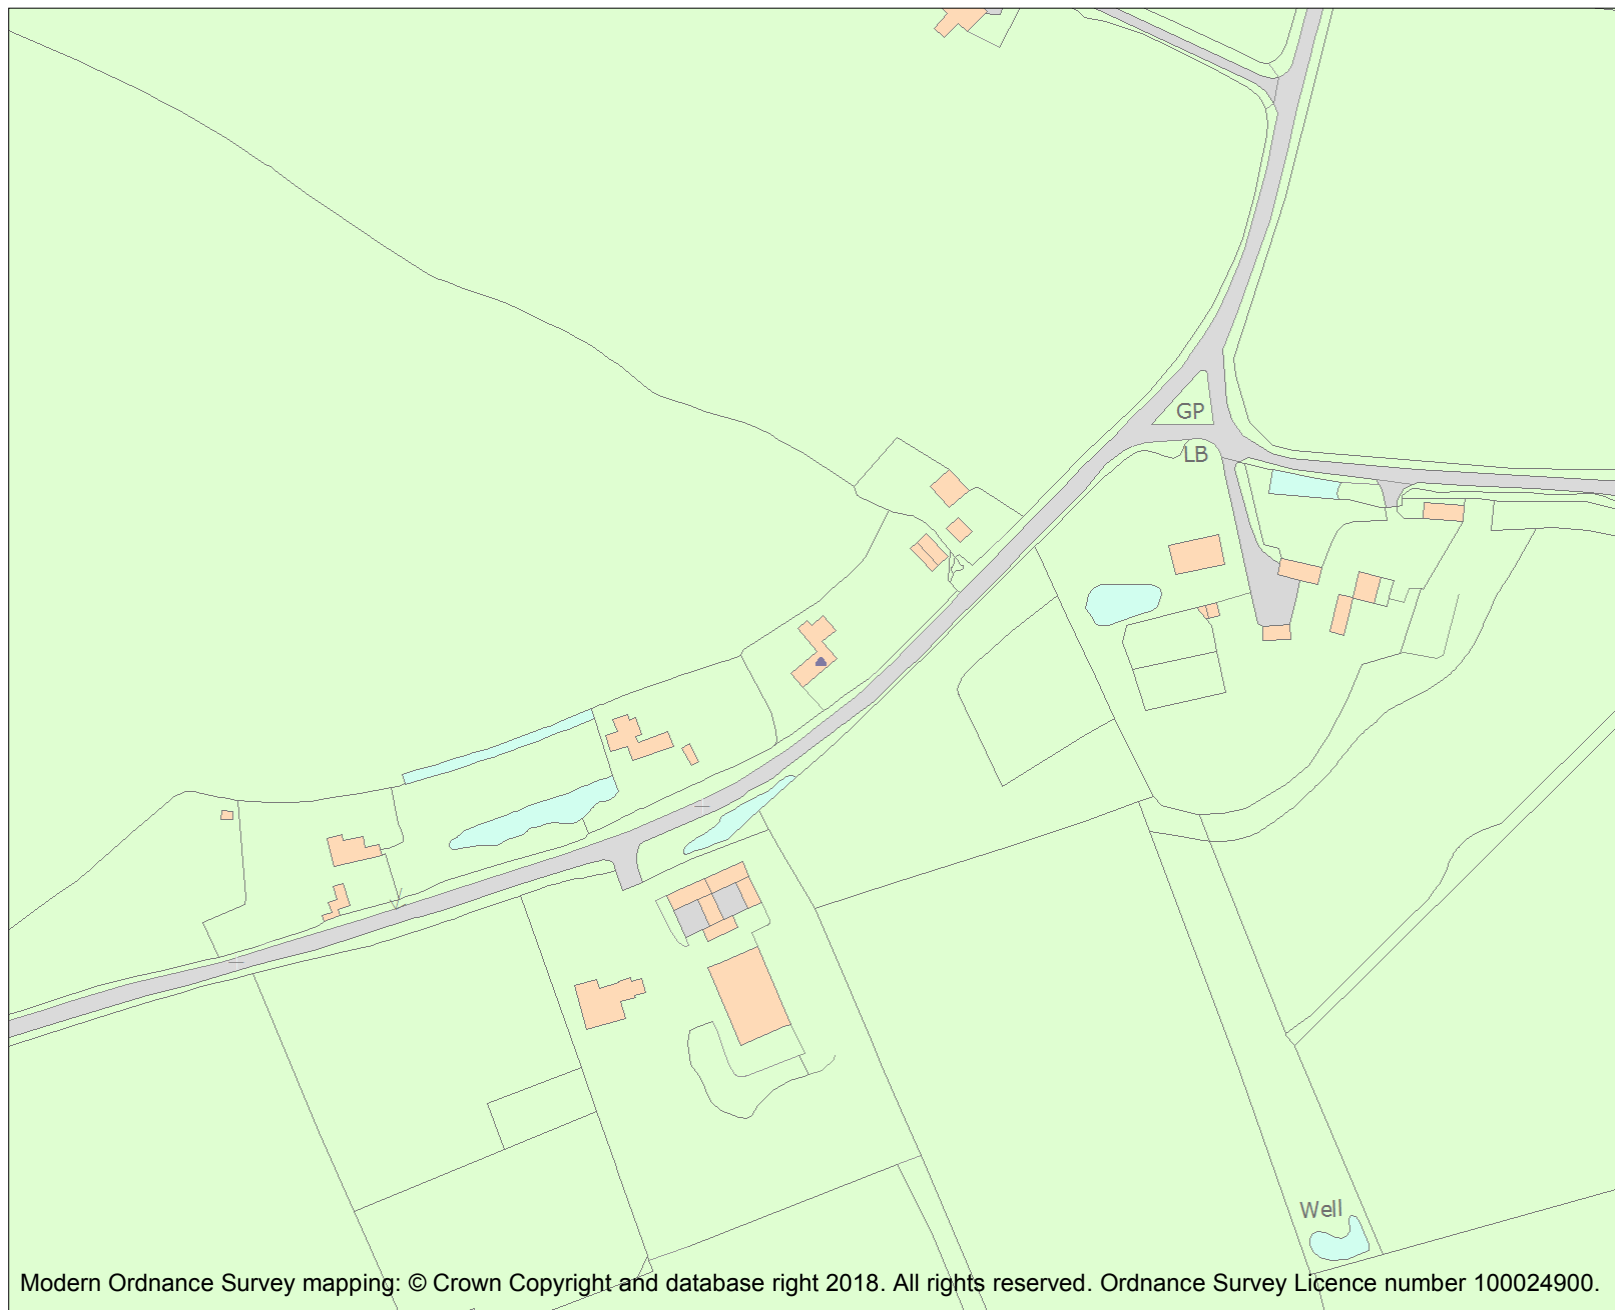 GP
LB
Well
Modern Ordnance Survey mapping: © Crown Copyright and database right 2018. All rights reserved. Ordnance Survey Licence number 100024900.